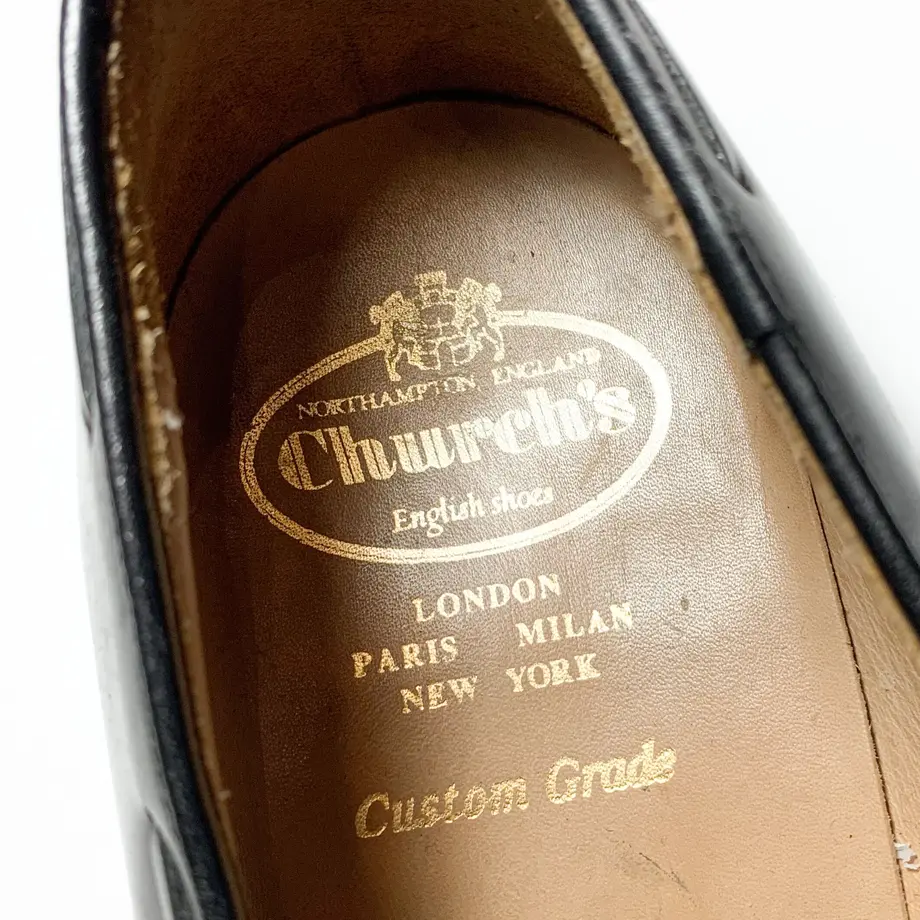 NORTHAMPTON, ENGLAND
Church's
English shoes
LONDON
PARIS MILAN
NEW YORK
Custom Grade